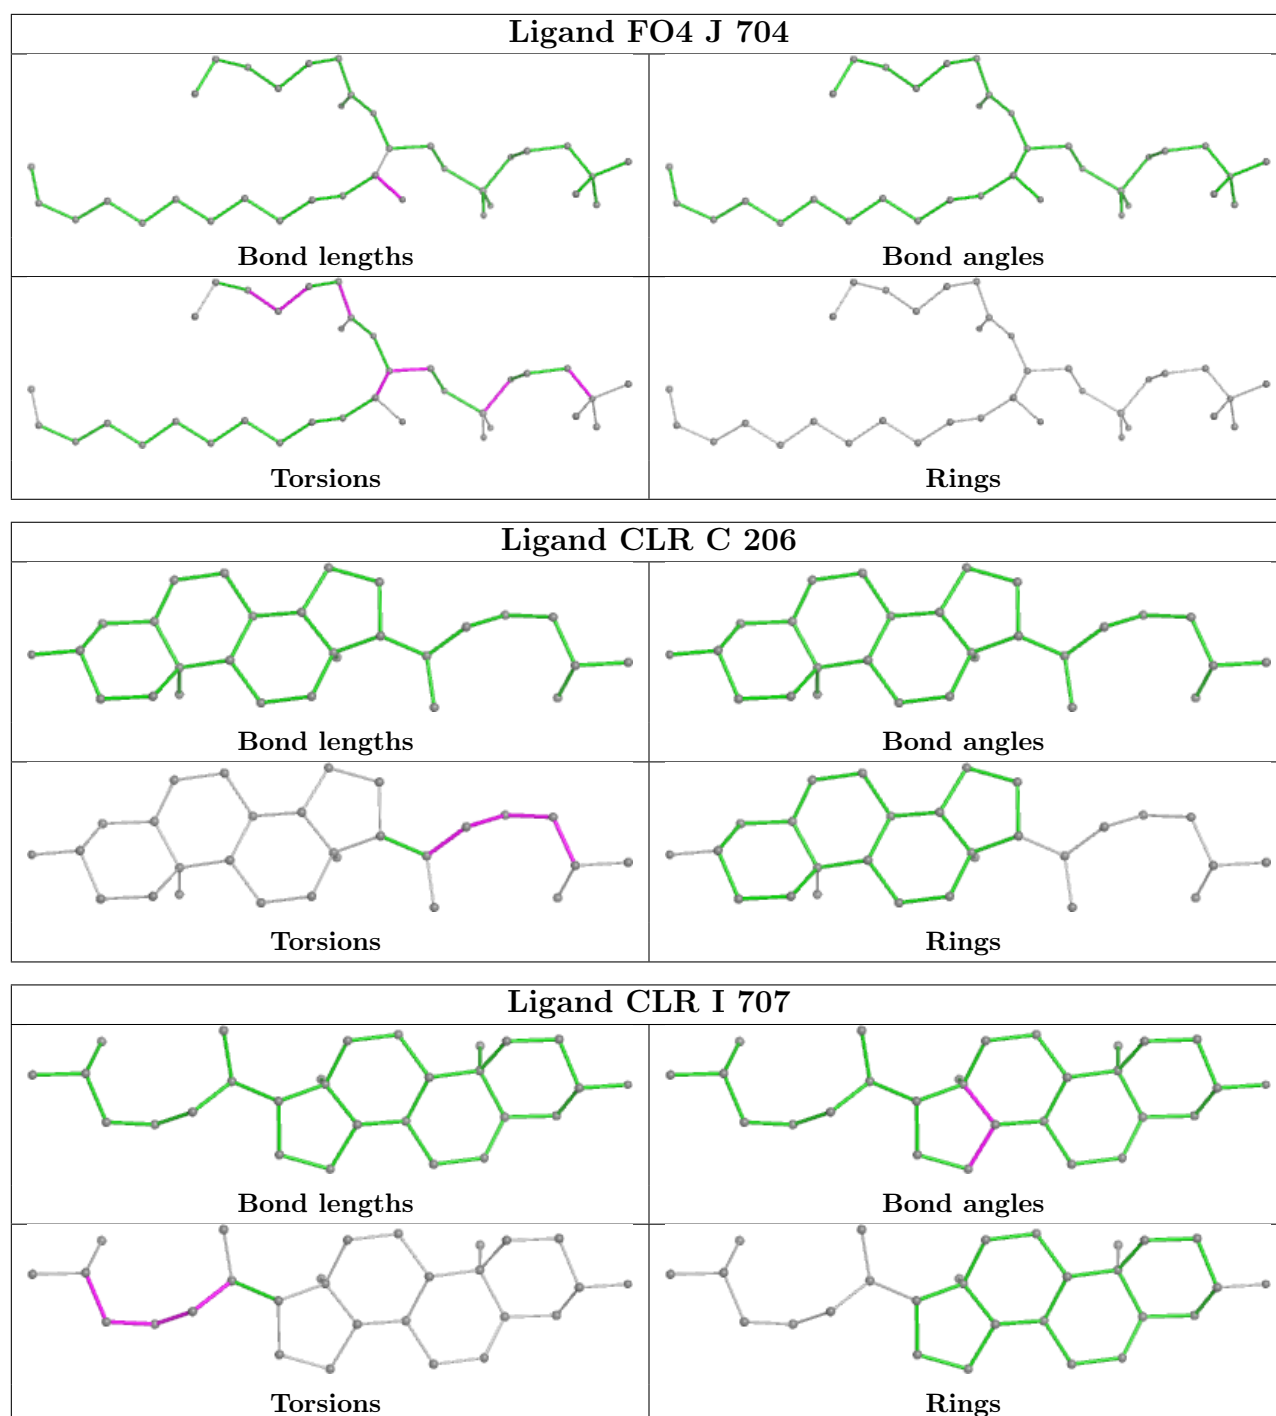 Ligand FO4 J 704
Bond lengths
Bond angles
Torsions
Rings
Ligand CLR C 206
Bond lengths
Bond angles
Torsions
Rings
Ligand CLR I 707
Bond lengths
Bond angles
Torsions
Rings